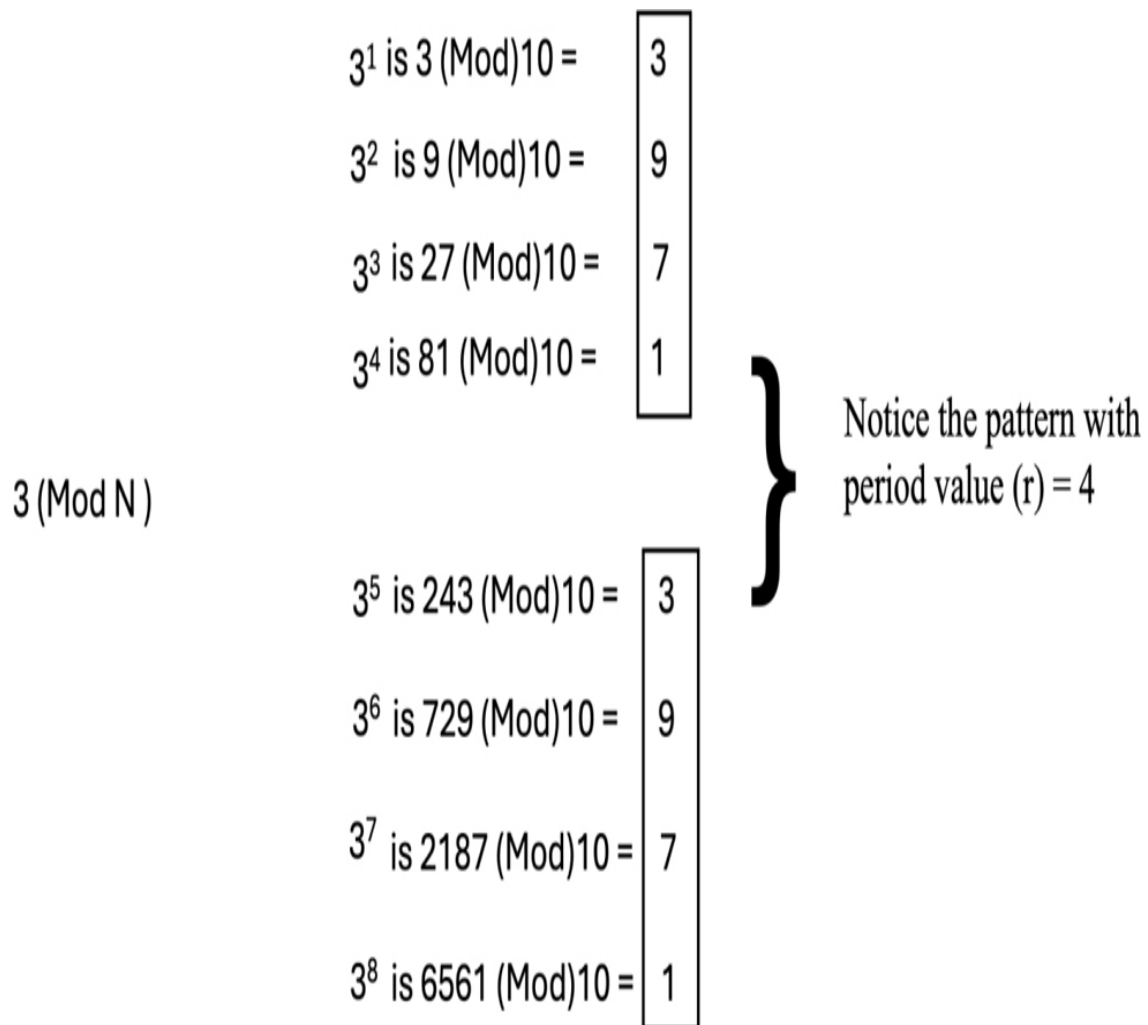 3¹ is 3 (Mod)10 = 3
3² is 9 (Mod)10 = 9
3³ is 27 (Mod)10 = 7
3⁴ is 81 (Mod)10 = 1
Notice the pattern with
period value (r) = 4
3 (Mod N )
3⁵ is 243 (Mod)10 = 3
3⁶ is 729 (Mod)10 = 9
3⁷ is 2187 (Mod)10 = 7
3⁸ is 6561 (Mod)10 = 1